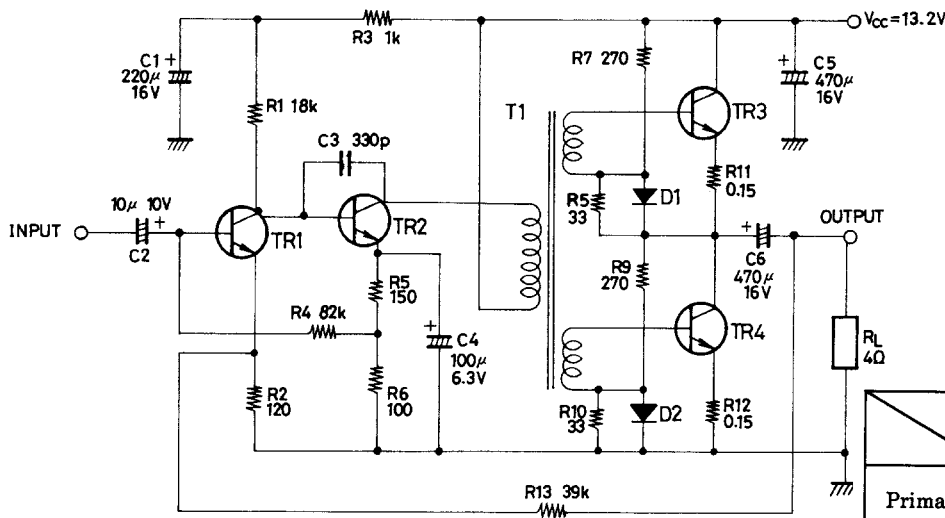 R3 1k
VCC=13.2V
C1 +
220μ
16V
R7 270
+ C5
470μ
16V
R1 18k
T1
TR3
C3 330p
R11
0.15
10μ 10V
+
C2
INPUT
TR1
TR2
R5
33
D1
OUTPUT
+
C6
470μ
16V
R9
270
R5
150
R4 82k
+
C4
100μ
6.3V
TR4
RL
4Ω
R2
120
R6
100
R10
33
D2
R12
0.15
R13 39k
Prima